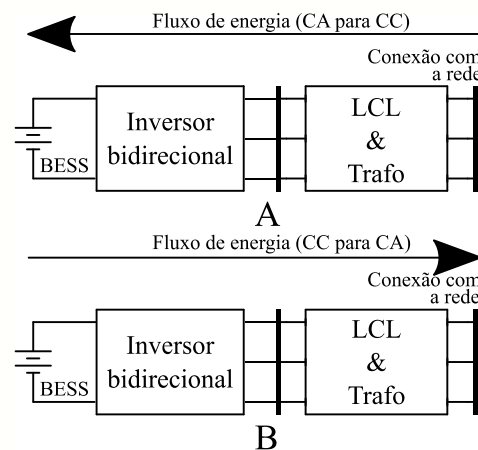 Fluxo de energia (CA para CC)
Conexão com
a rede
BESS
Inversor
bidirecional
LCL
&
Trafo
A
Fluxo de energia (CC para CA)
Conexão com
a rede
BESS
Inversor
bidirecional
LCL
&
Trafo
B